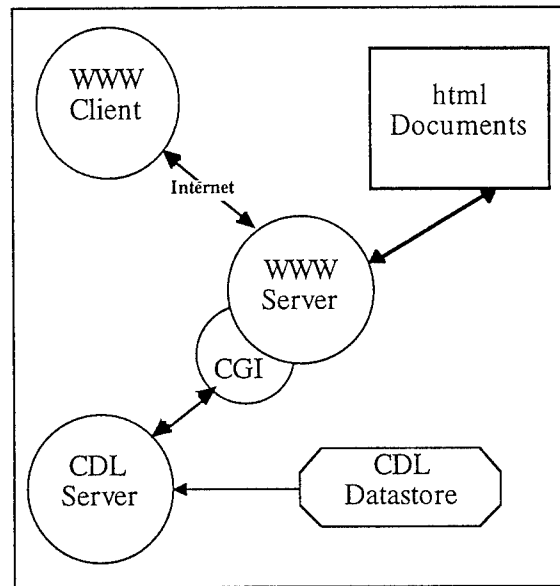 WWW
Client
html
Documents
Internet
WWW
Server
CGI
CDL
Server
CDL
Datastore